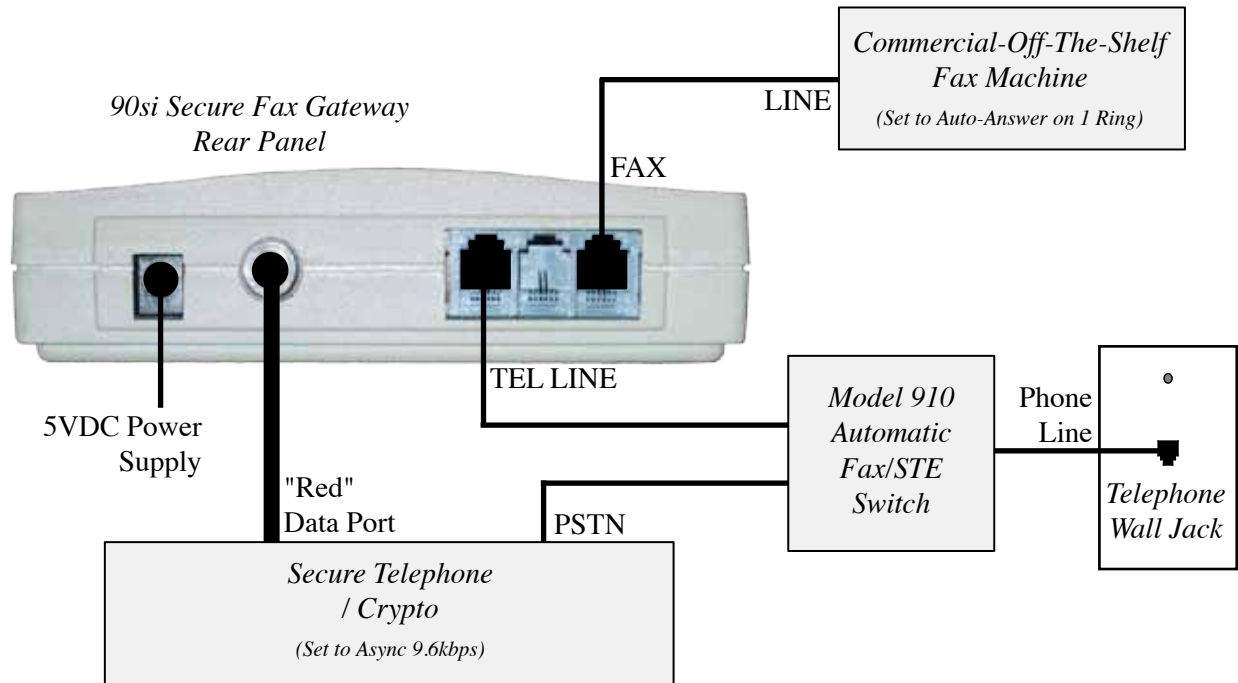 Commercial-Off-The-Shelf
Fax Machine
(Set to Auto-Answer on 1 Ring)
LINE
90si Secure Fax Gateway
Rear Panel
FAX
TEL LINE
5VDC Power
Supply
"Red"
Data Port
PSTN
Model 910
Automatic
Fax/STE
Switch
Phone
Line
Telephone
Wall Jack
Secure Telephone
/ Crypto
(Set to Async 9.6kbps)